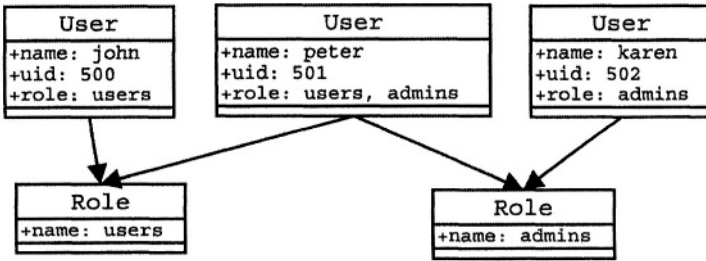 User
+name: john
+uid: 500
+role: users
User
+name: peter
+uid: 501
+role: users, admins
User
+name: karen
+uid: 502
+role: admins
Role
+name: users
Role
+name: admins